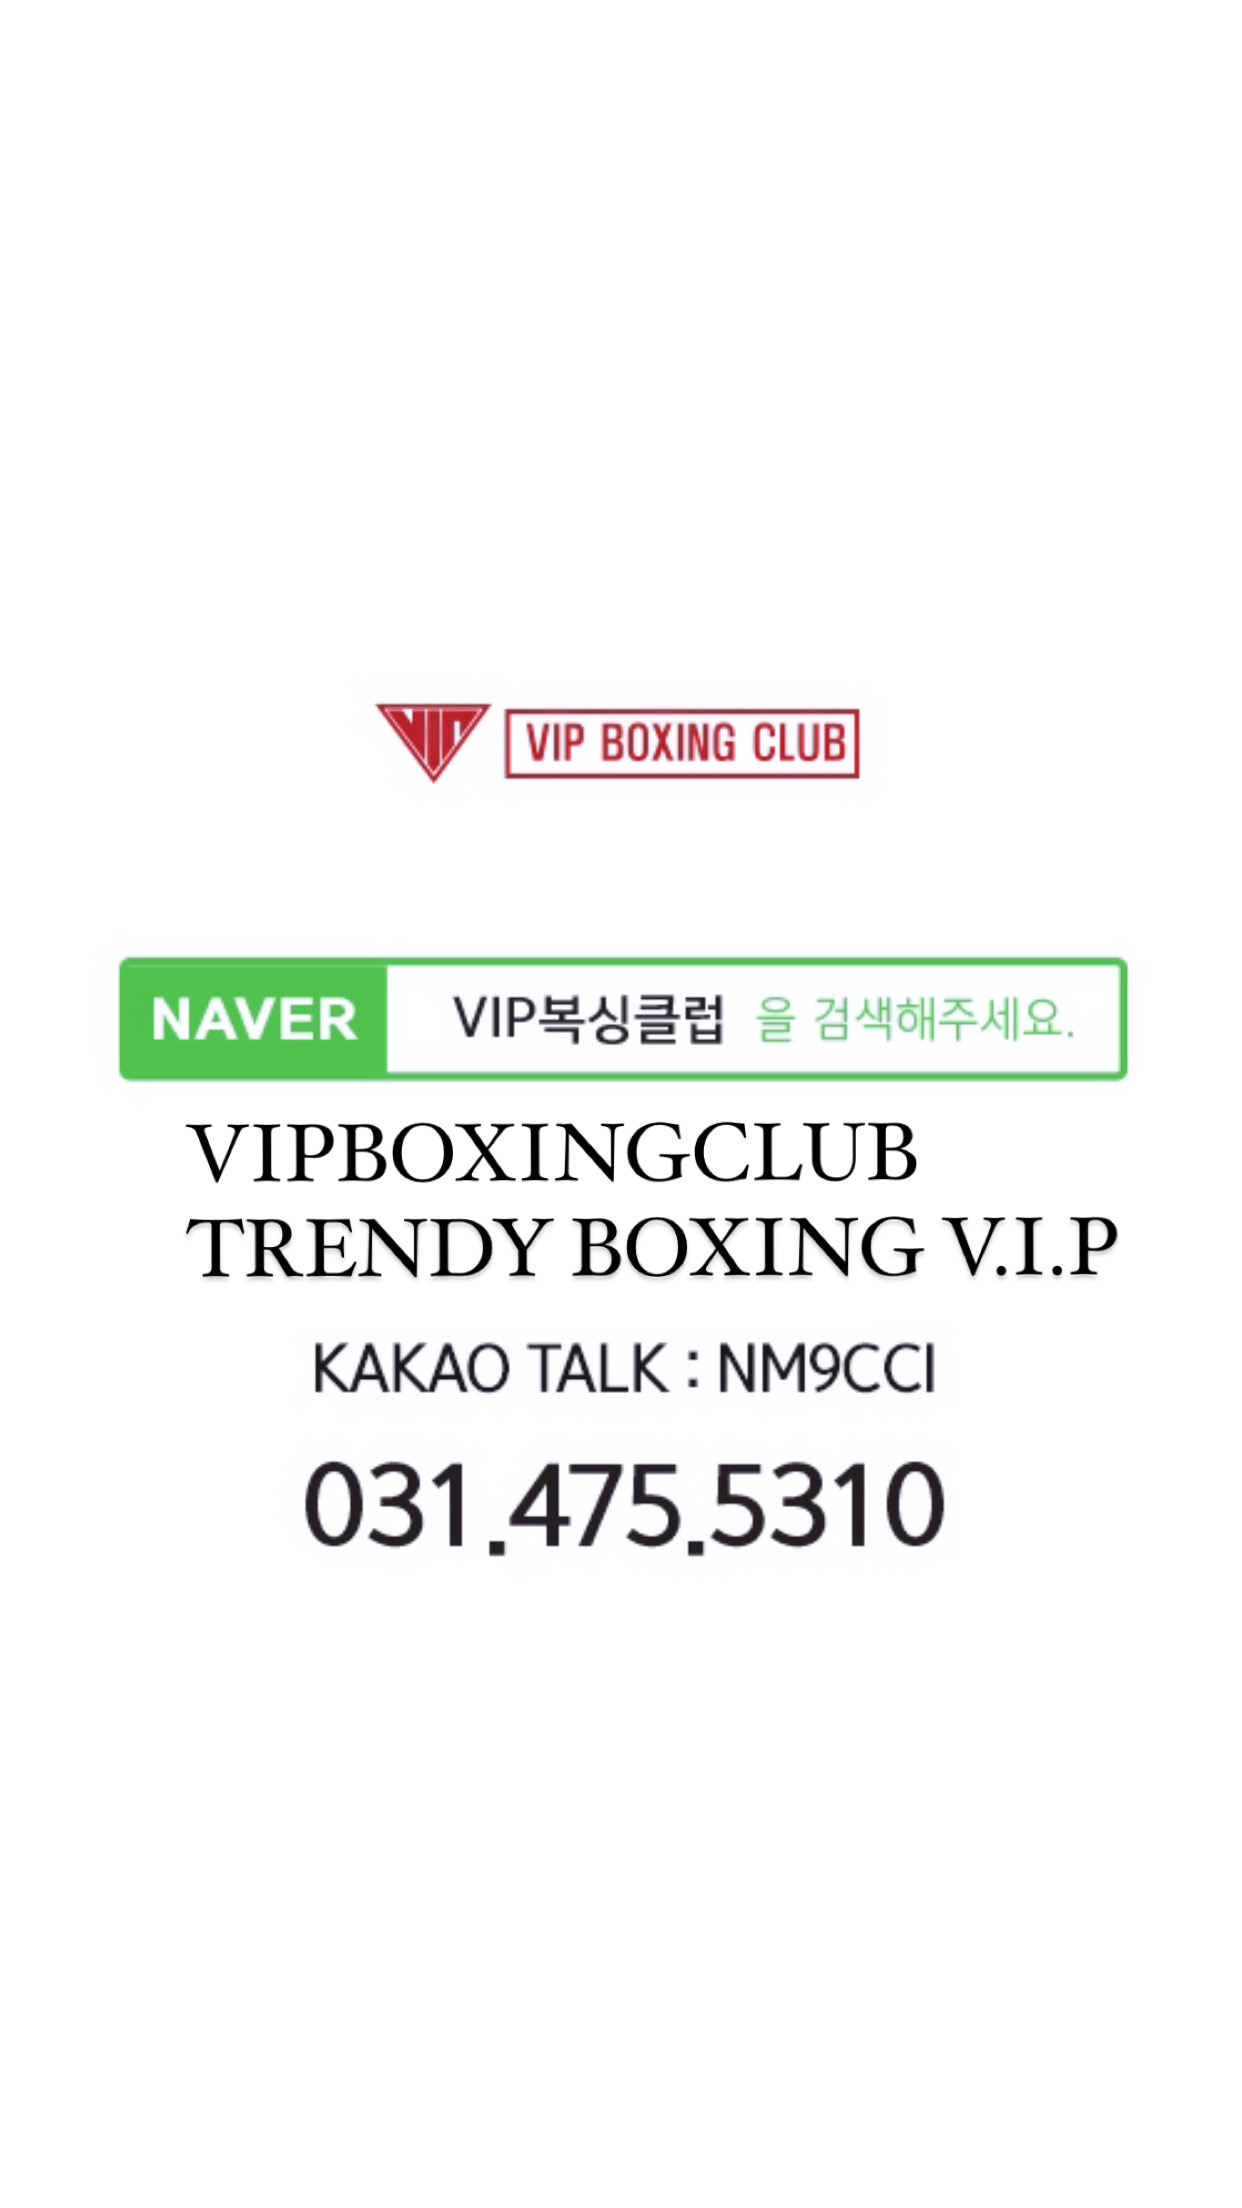 VIP VIP BOXING CLUB
NAVER VIP복싱클럽 을 검색해주세요.
VIPBOXINGCLUB
TRENDY BOXING V.I.P
KAKAO TALK : NM9CCI
031.475.5310